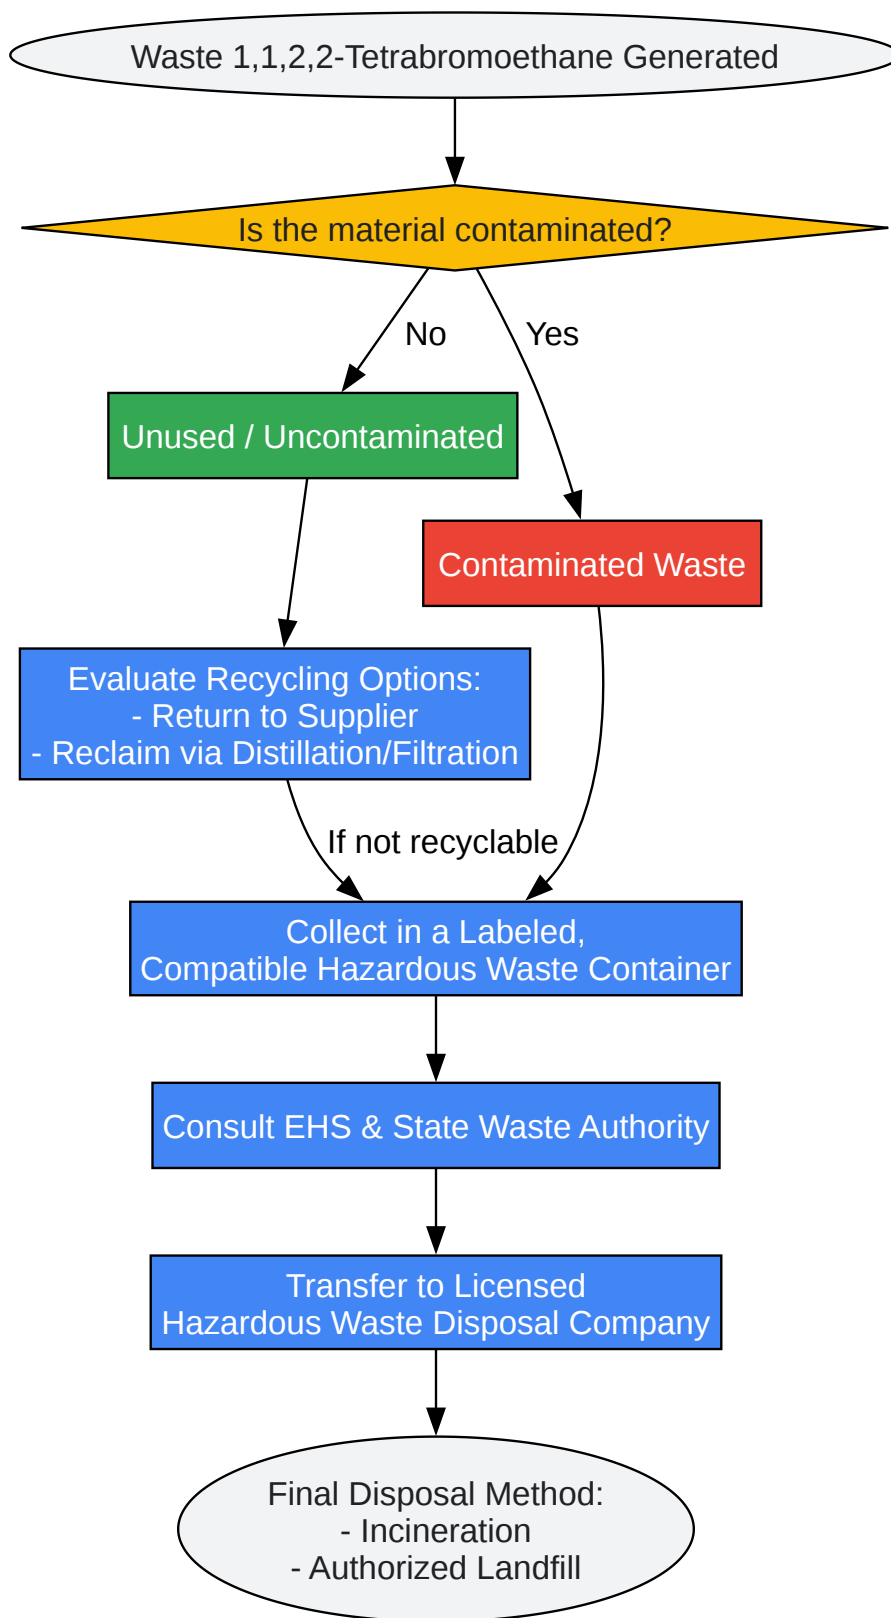 Waste 1,1,2,2-Tetrabromoethane Generated
Is the material contaminated?
No
Yes
Unused / Uncontaminated
Contaminated Waste
Evaluate Recycling Options:
- Return to Supplier
- Reclaim via Distillation/Filtration
If not recyclable
Collect in a Labeled,
Compatible Hazardous Waste Container
Consult EHS & State Waste Authority
Transfer to Licensed
Hazardous Waste Disposal Company
Final Disposal Method:
- Incineration
- Authorized Landfill